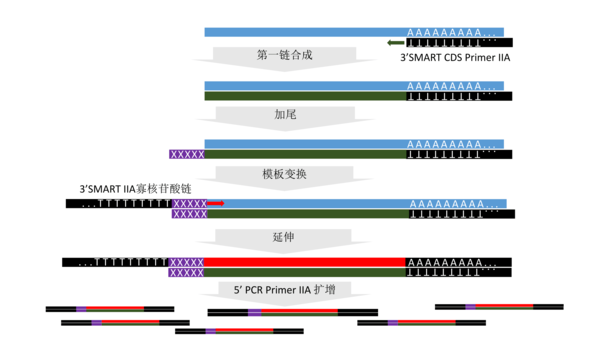 AAAAAAAAA...
TTTTTTTTT...
3'SMART CDS Primer IIA
第一链合成
AAAAAAAAA...
TTTTTTTTT...
加尾
AAAAAAAAA...
XXXXX TTTTTTTTT...
模板变换
3'SMART IIA寡核苷酸链
...TTTTTTTTT XXXXX AAAAAAAAA...
XXXXX TTTTTTTTT...
延伸
...TTTTTTTTT XXXXX AAAAAAAAA...
XXXXX TTTTTTTTT...
5' PCR Primer IIA 扩增